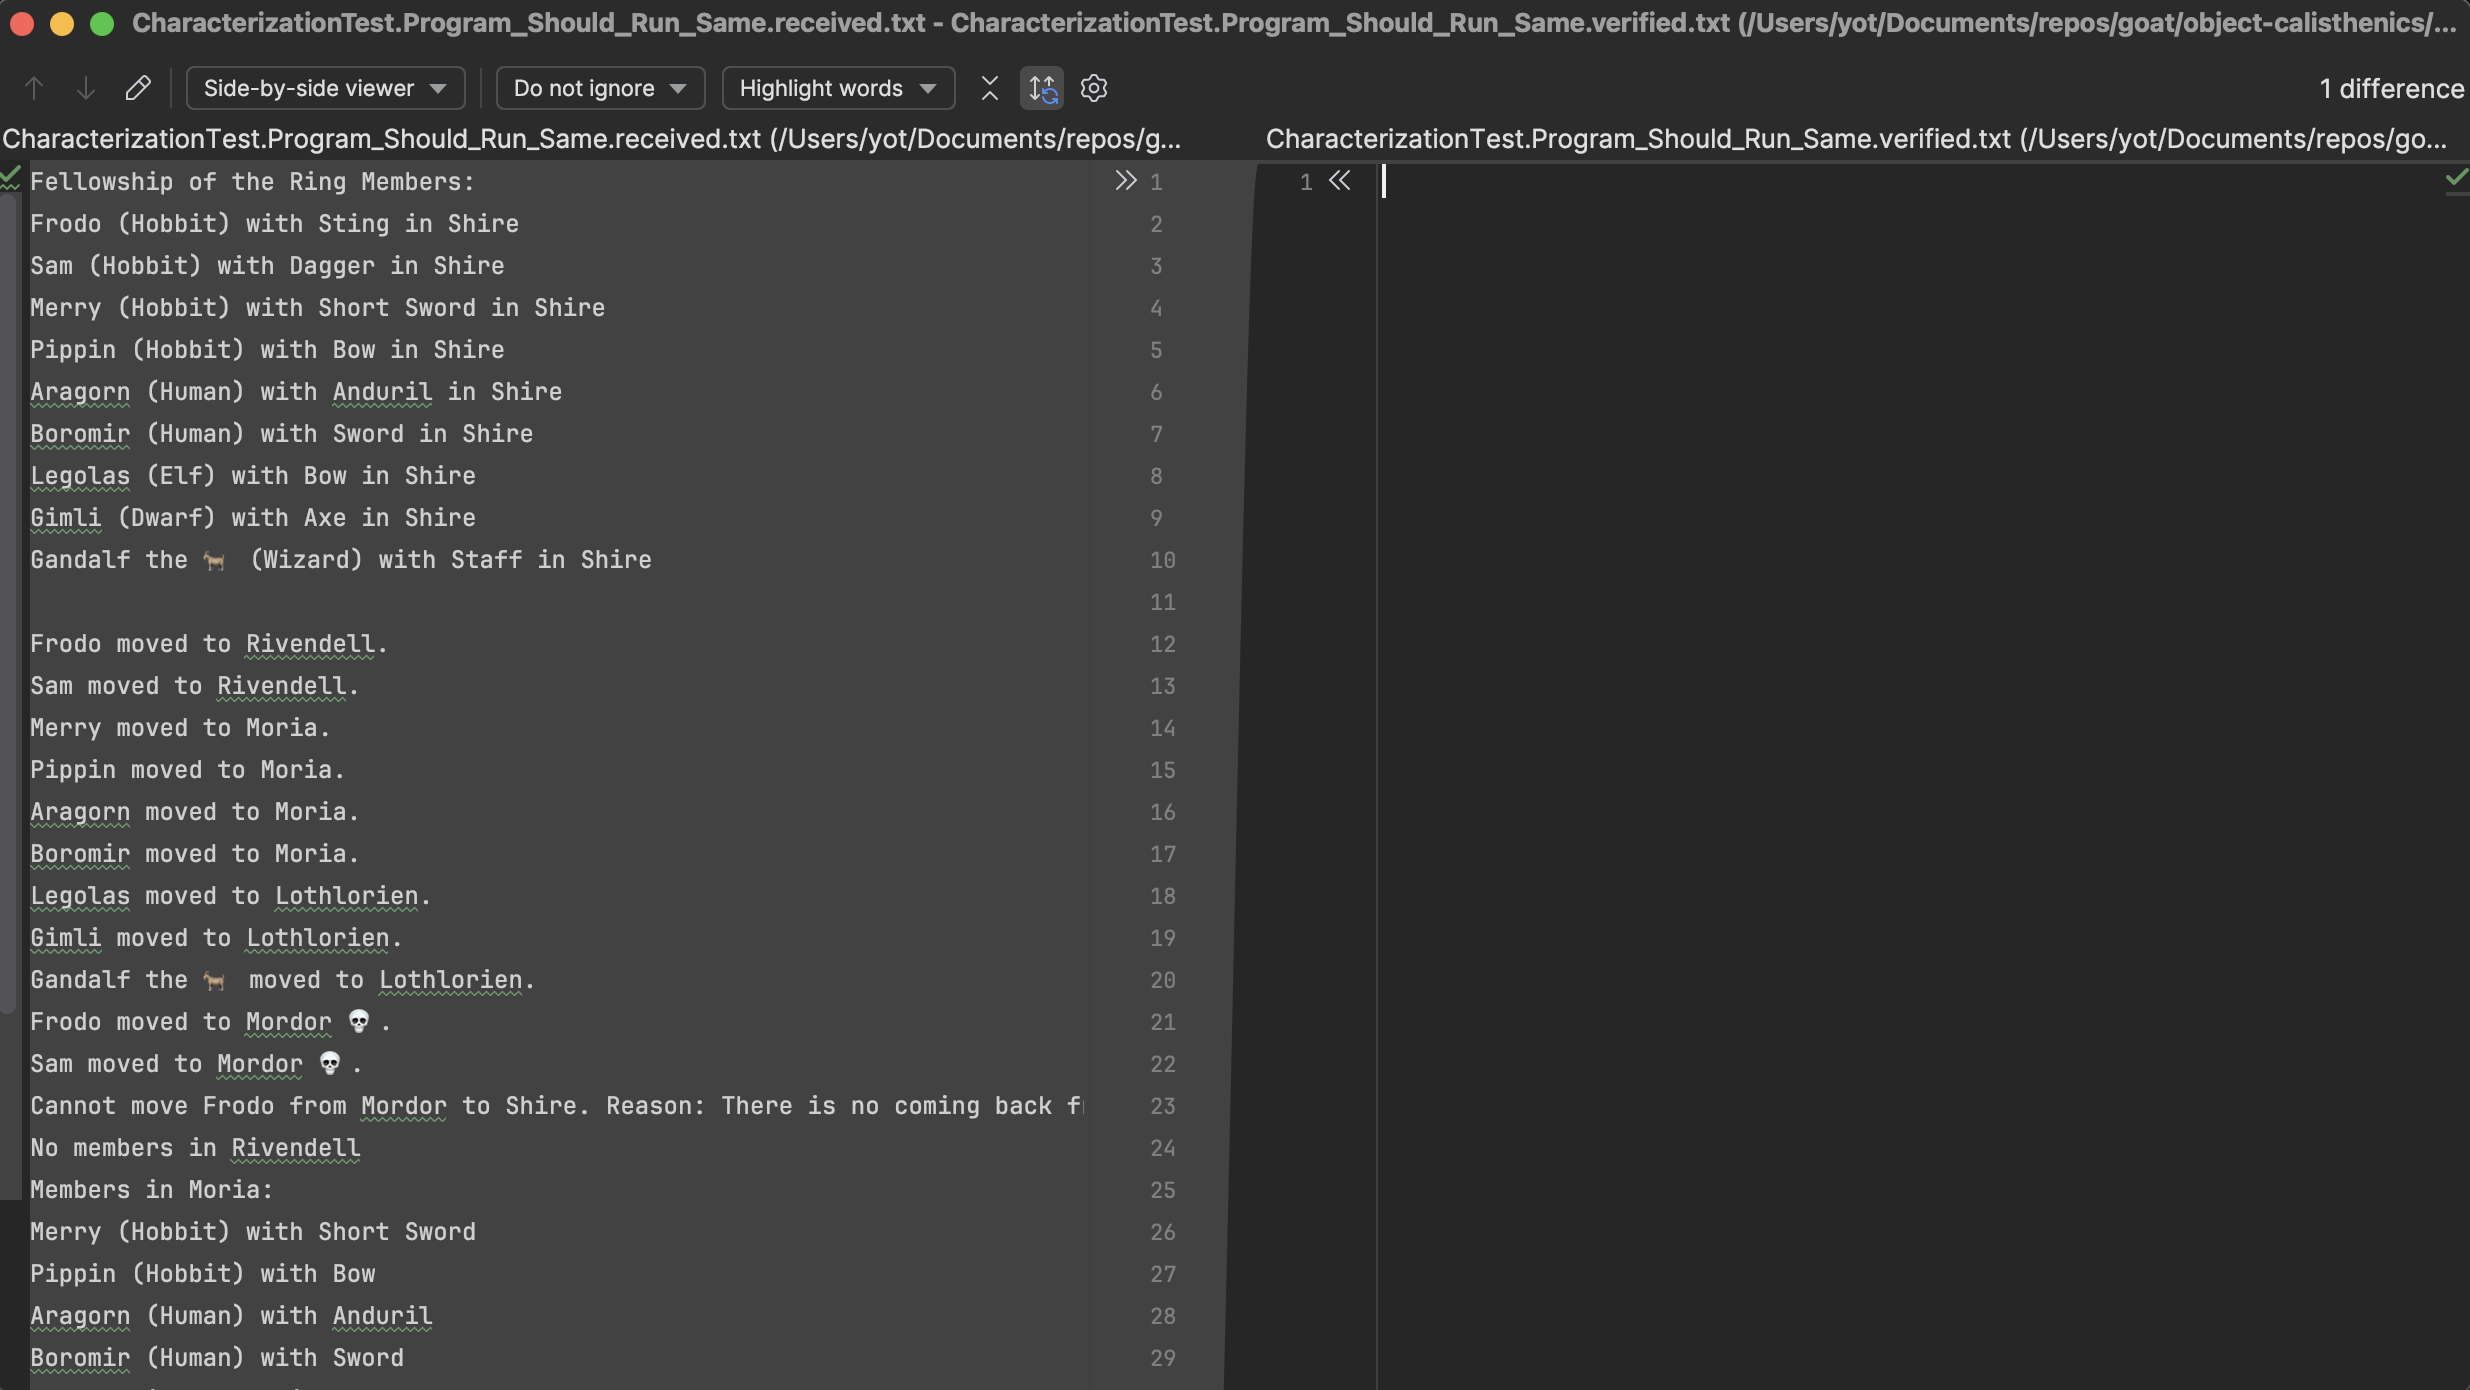 CharacterizationTest.Program_Should_Run_Same.received.txt - CharacterizationTest.Program_Should_Run_Same.verified.txt (/Users/yot/Documents/repos/goat/object-calisthenics/...
Side-by-side viewer Do not ignore Highlight words 1 difference
CharacterizationTest.Program_Should_Run_Same.received.txt (/Users/yot/Documents/repos/g... CharacterizationTest.Program_Should_Run_Same.verified.txt (/Users/yot/Documents/repos/go...
Fellowship of the Ring Members: 1 1
Frodo (Hobbit) with Sting in Shire 2
Sam (Hobbit) with Dagger in Shire 3
Merry (Hobbit) with Short Sword in Shire 4
Pippin (Hobbit) with Bow in Shire 5
Aragorn (Human) with Anduril in Shire 6
Boromir (Human) with Sword in Shire 7
Legolas (Elf) with Bow in Shire 8
Gimli (Dwarf) with Axe in Shire 9
Gandalf the 🐐 (Wizard) with Staff in Shire 10
11
Frodo moved to Rivendell. 12
Sam moved to Rivendell. 13
Merry moved to Moria. 14
Pippin moved to Moria. 15
Aragorn moved to Moria. 16
Boromir moved to Moria. 17
Legolas moved to Lothlorien. 18
Gimli moved to Lothlorien. 19
Gandalf the 🐐 moved to Lothlorien. 20
Frodo moved to Mordor 💀. 21
Sam moved to Mordor 💀. 22
Cannot move Frodo from Mordor to Shire. Reason: There is no coming back 23
No members in Rivendell 24
Members in Moria: 25
Merry (Hobbit) with Short Sword 26
Pippin (Hobbit) with Bow 27
Aragorn (Human) with Anduril 28
Boromir (Human) with Sword 29